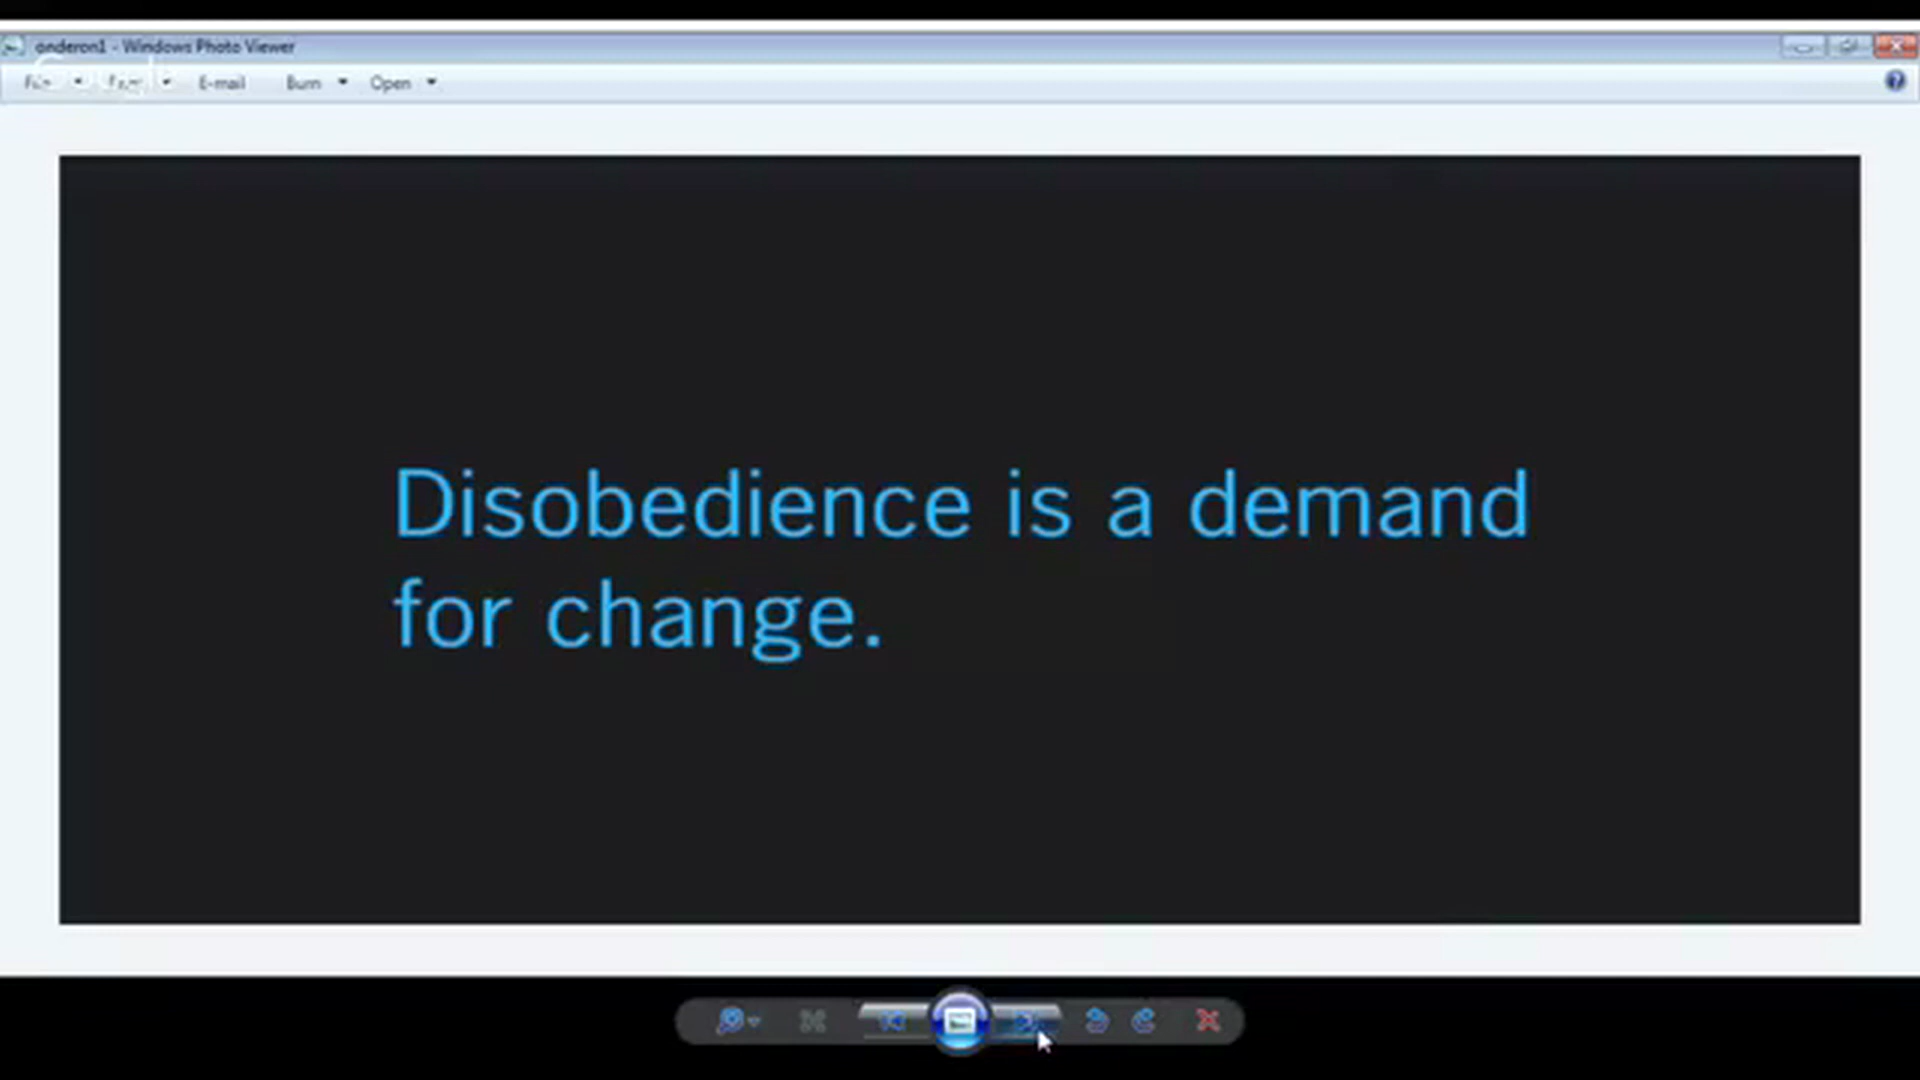 onderon1 - Windows Photo Viewer
E-mail Burn Open
Disobedience is a demand
for change.